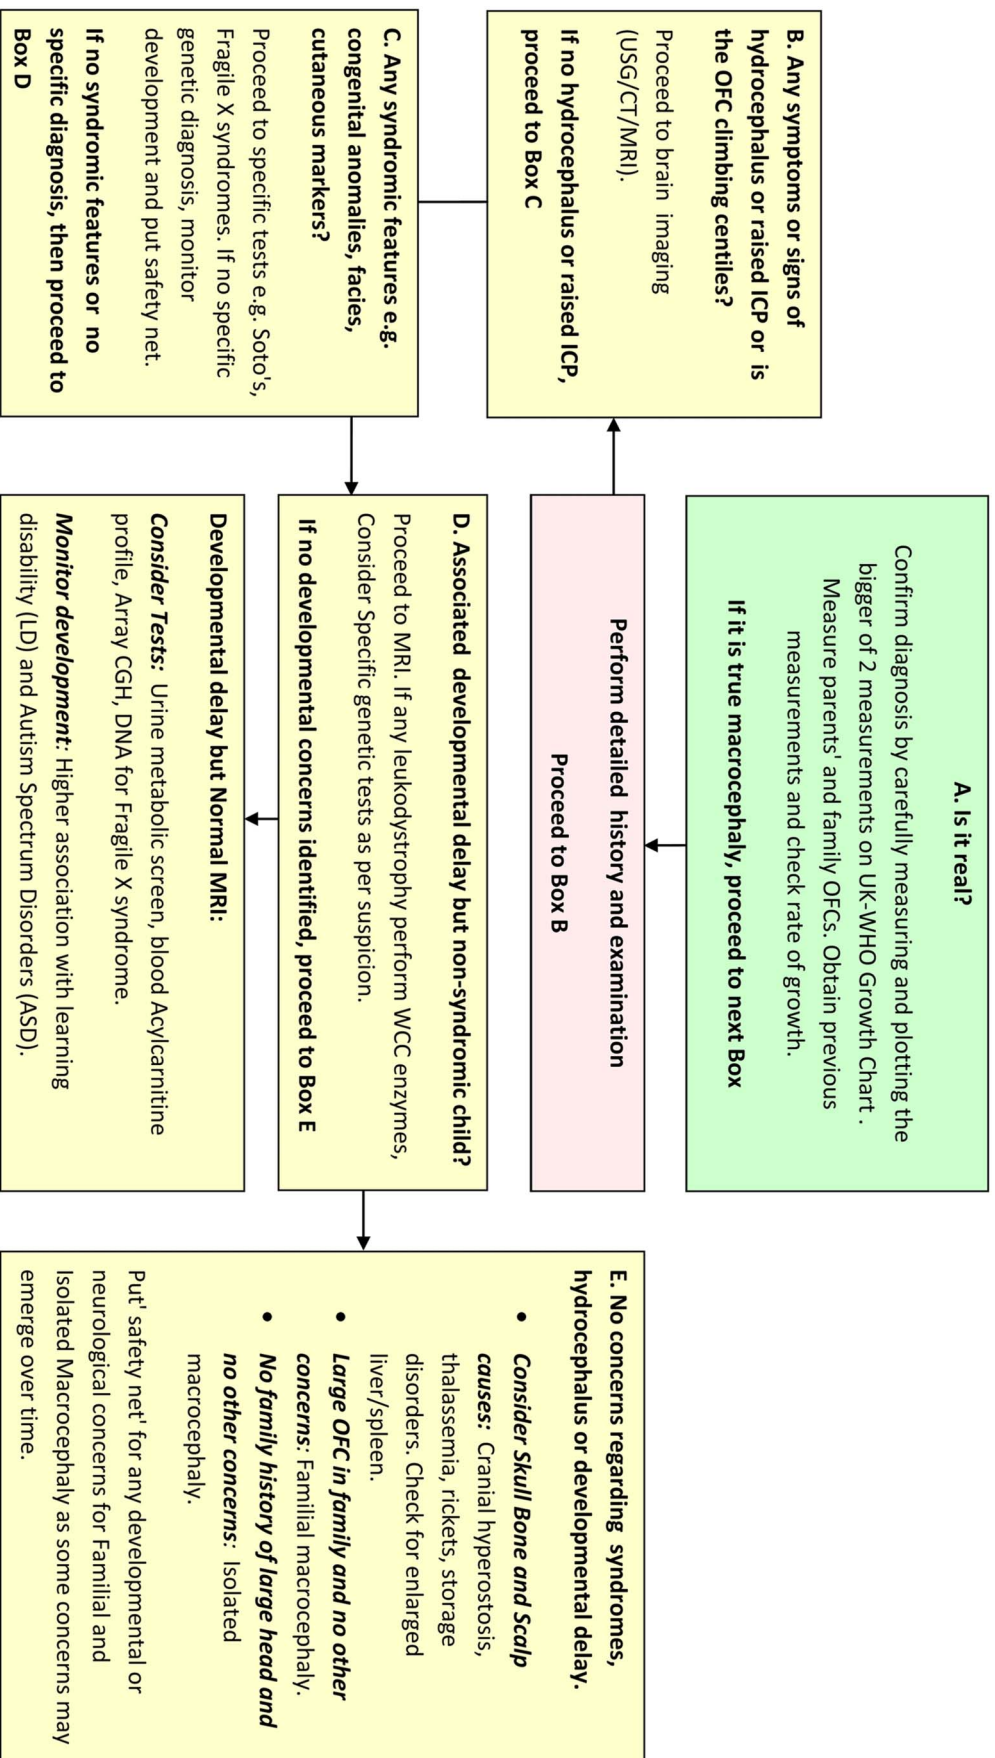 A. Is it real?
Confirm diagnosis by carefully measuring and plotting the
bigger of 2 measurements on UK-WHO Growth Chart .
Measure parents' and family OFCs. Obtain previous
measurements and check rate of growth.
If it is true macrocephaly, proceed to next Box
Perform detailed history and examination
Proceed to Box B
B. Any symptoms or signs of
hydrocephalus or raised ICP or is
the OFC climbing centiles?
Proceed to brain imaging
(USG/CT/MRI).
If no hydrocephalus or raised ICP,
proceed to Box C
C. Any syndromic features e.g.
congenital anomalies, facies,
cutaneous markers?
Proceed to specific tests e.g. Soto's,
Fragile X syndromes. If no specific
genetic diagnosis, monitor
development and put safety net.
If no syndromic features or no
specific diagnosis, then proceed to
Box D
D. Associated developmental delay but non-syndromic child?
Proceed to MRI. If any leukodystrophy perform WCC enzymes,
Consider Specific genetic tests as per suspicion.
If no developmental concerns identified, proceed to Box E
Developmental delay but Normal MRI:
Consider Tests: Urine metabolic screen, blood Acylcarnitine
profile, Array CGH, DNA for Fragile X syndrome.
Monitor development: Higher association with learning
disability (LD) and Autism Spectrum Disorders (ASD).
E. No concerns regarding syndromes,
hydrocephalus or developmental delay.
• Consider Skull Bone and Scalp
causes: Cranial hyperostosis,
thalassemia, rickets, storage
disorders. Check for enlarged
liver/spleen.
• Large OFC in family and no other
concerns: Familial macrocephaly.
• No family history of large head and
no other concerns: Isolated
macrocephaly.
Put' safety net' for any developmental or
neurological concerns for Familial and
Isolated Macrocephaly as some concerns may
emerge over time.